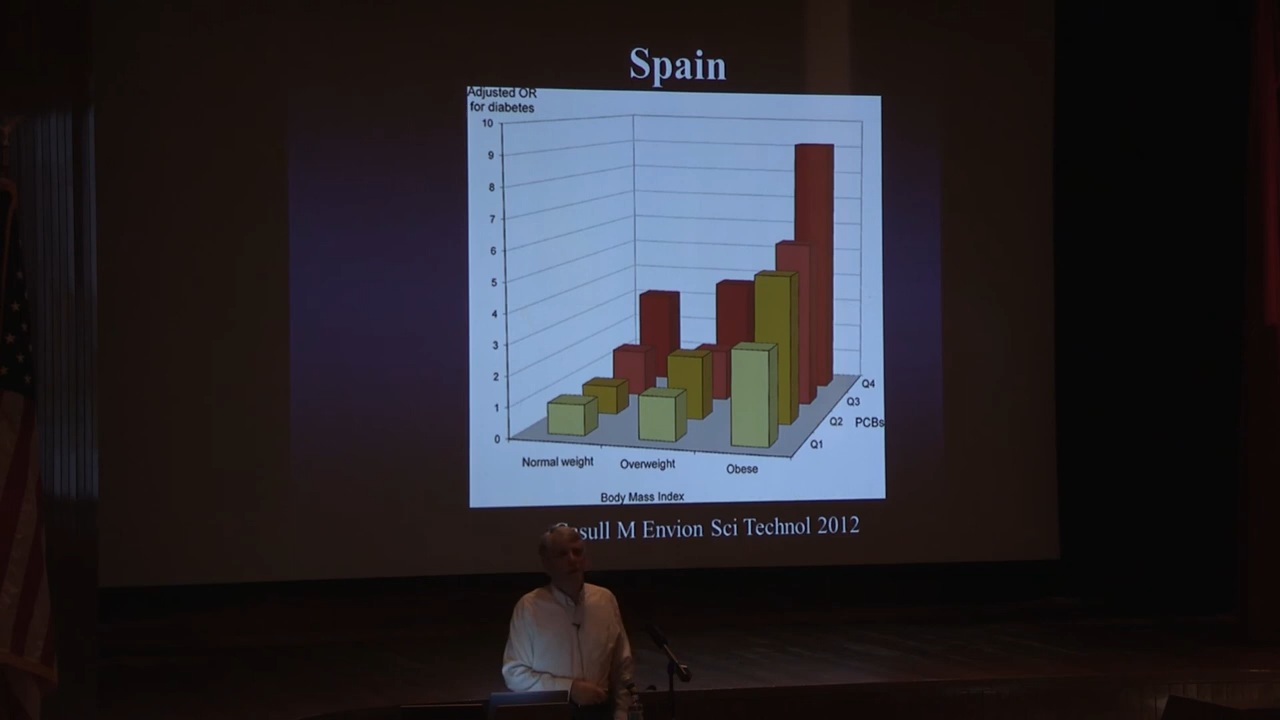 Spain
Adjusted OR
for diabetes
10
9
8
7
6
5
4
3
2
1
0
Q4
Q3
Q2 PCBs
Q1
Normal weight Overweight Obese
Body Mass Index
M Envion Sci Technol 2012